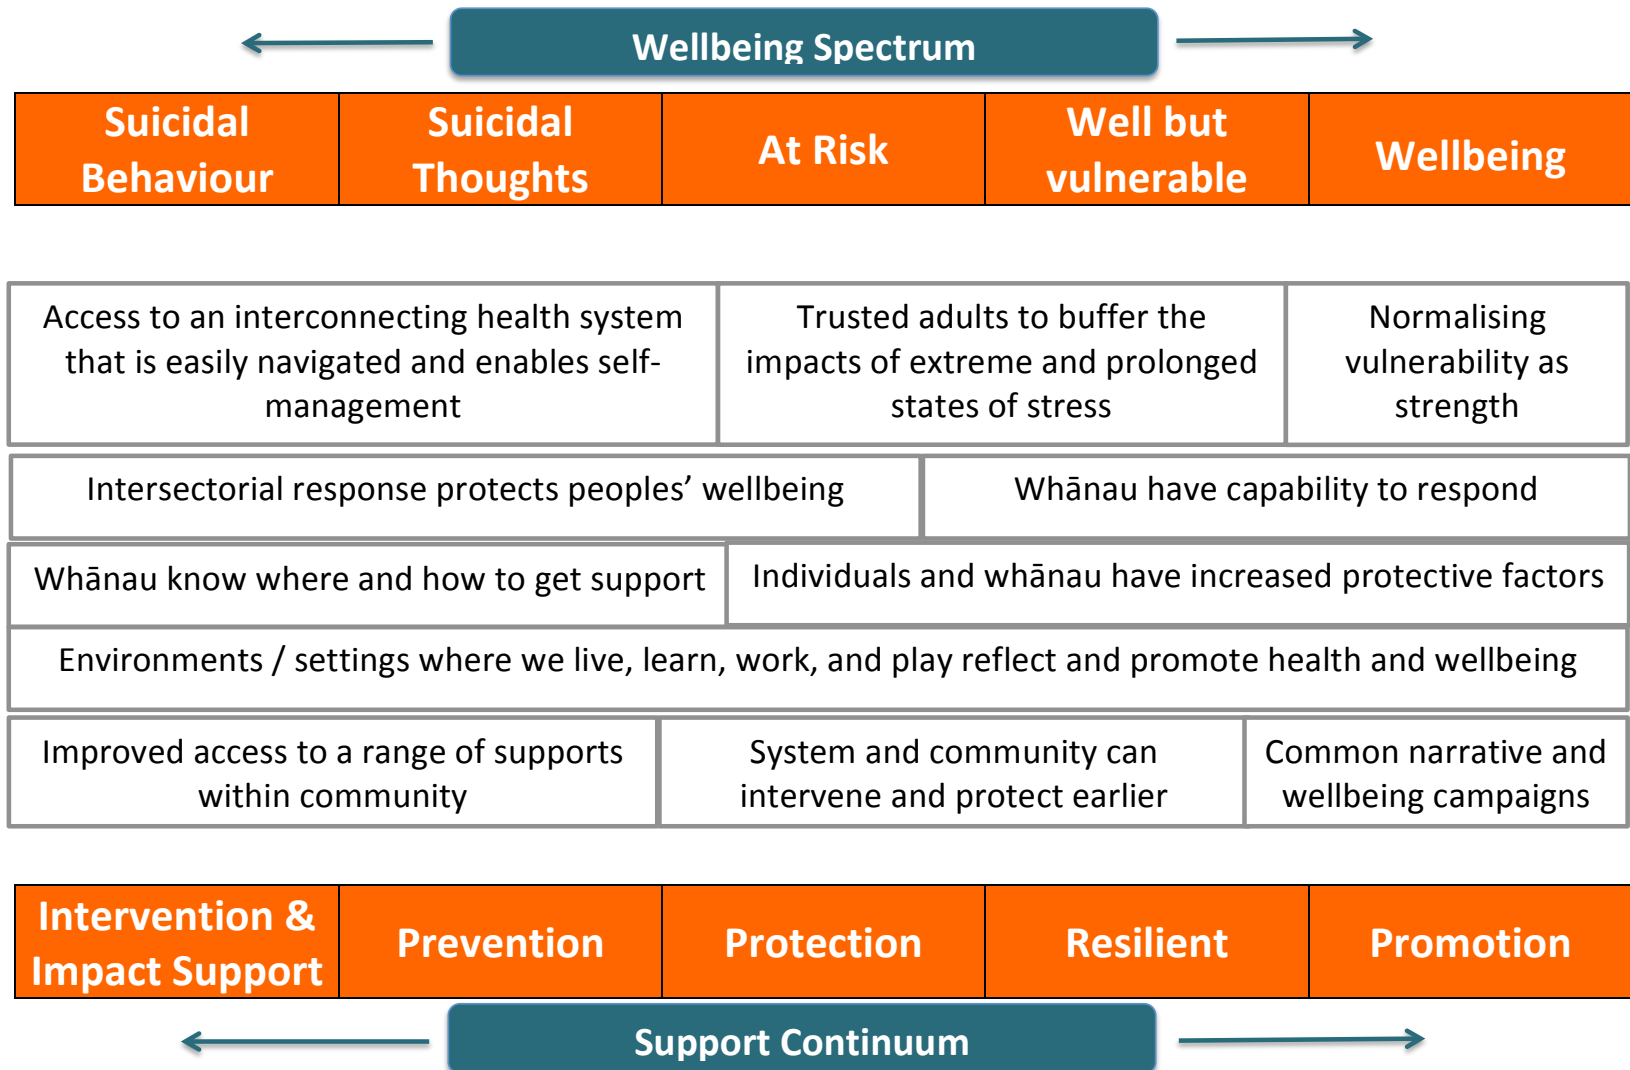 Wellbeing Spectrum
Suicidal
Behaviour
Suicidal
Thoughts
At Risk
Well but
vulnerable
Wellbeing
Access to an interconnecting health system
that is easily navigated and enables self-
management
Trusted adults to buffer the
impacts of extreme and prolonged
states of stress
Normalising
vulnerability as
strength
Intersectorial response protects peoples’ wellbeing
Whānau have capability to respond
Whānau know where and how to get support
Individuals and whānau have increased protective factors
Environments / settings where we live, learn, work, and play reflect and promote health and wellbeing
Improved access to a range of supports
within community
System and community can
intervene and protect earlier
Common narrative and
wellbeing campaigns
Intervention &
Impact Support
Prevention
Protection
Resilient
Promotion
Support Continuum